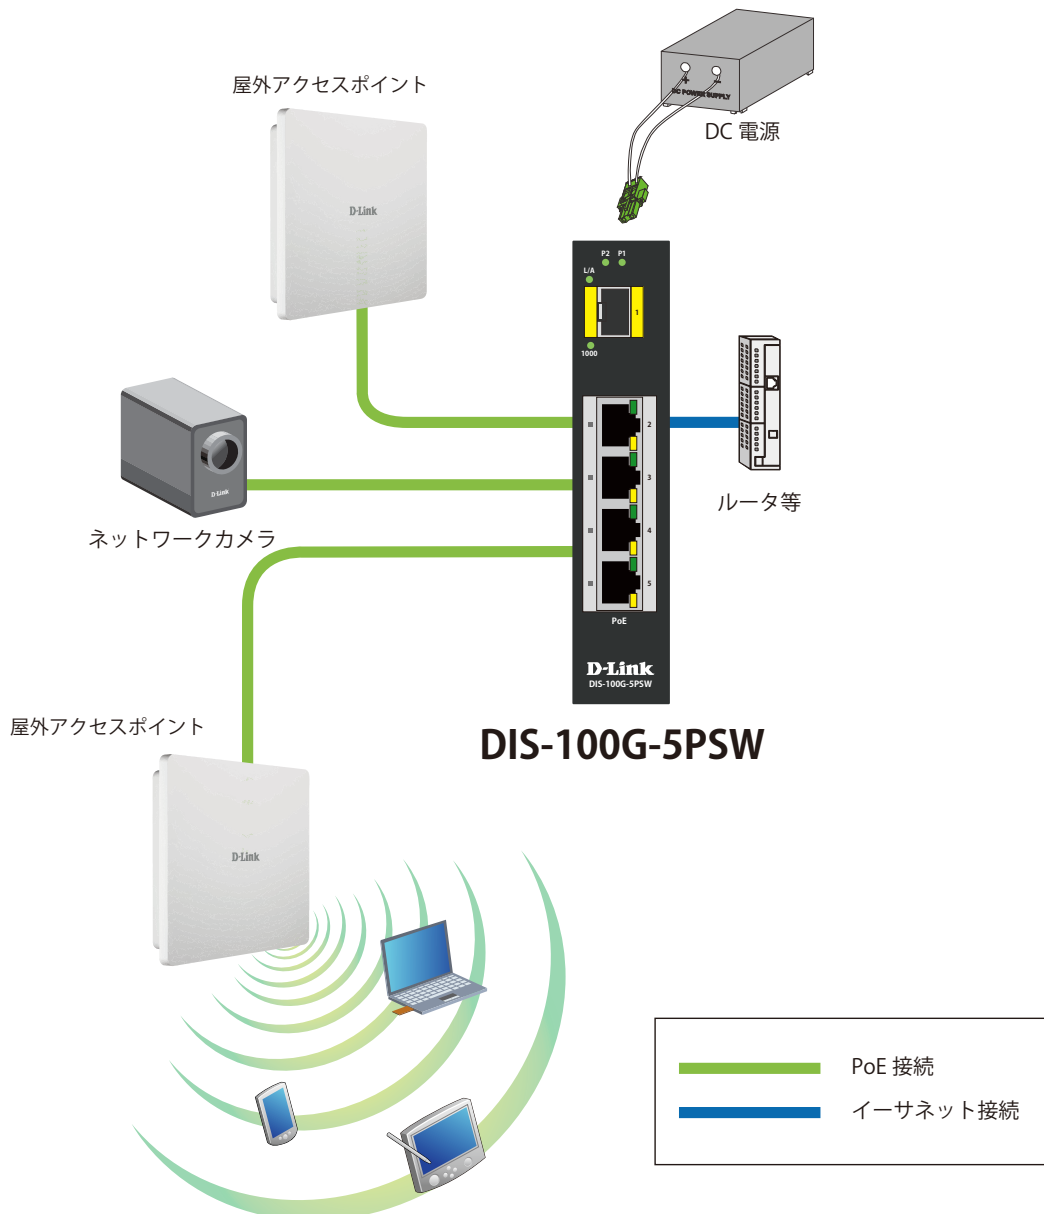 屋外アクセスポイント
+ -
DC POWER SUPPLY
DC 電源
D-Link
P2 P1
L/A
1
1000
2
3
4
5
PoE
D-Link
DIS-100G-5PSW
D-Link
ネットワークカメラ
ルータ等
DIS-100G-5PSW
屋外アクセスポイント
D-Link
PoE 接続
イーサネット接続